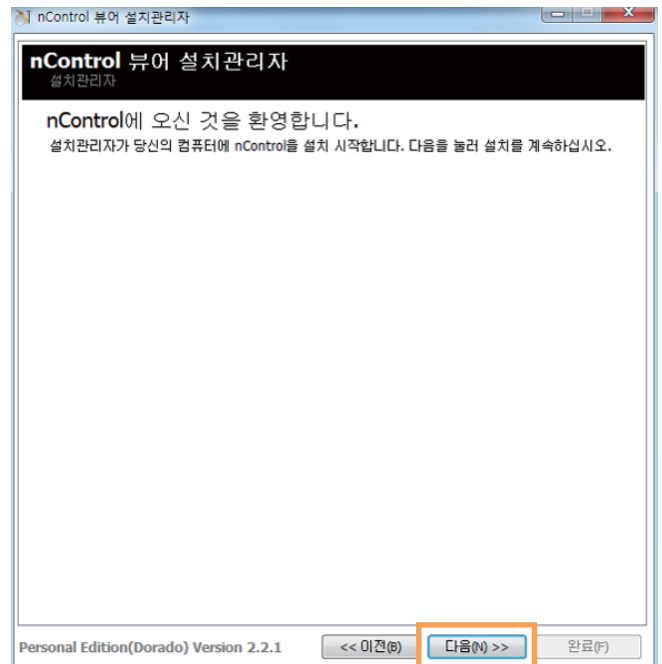 nControl 뷰어 설치관리자
nControl 뷰어 설치관리자
설치관리자
nControl에 오신 것을 환영합니다.
설치관리자가 당신의 컴퓨터에 nControl을 설치 시작합니다. 다음을 눌러 설치를 계속하십시오.
Personal Edition(Dorado) Version 2.2.1 << 이전(B) 다음(N) >> 완료(F)